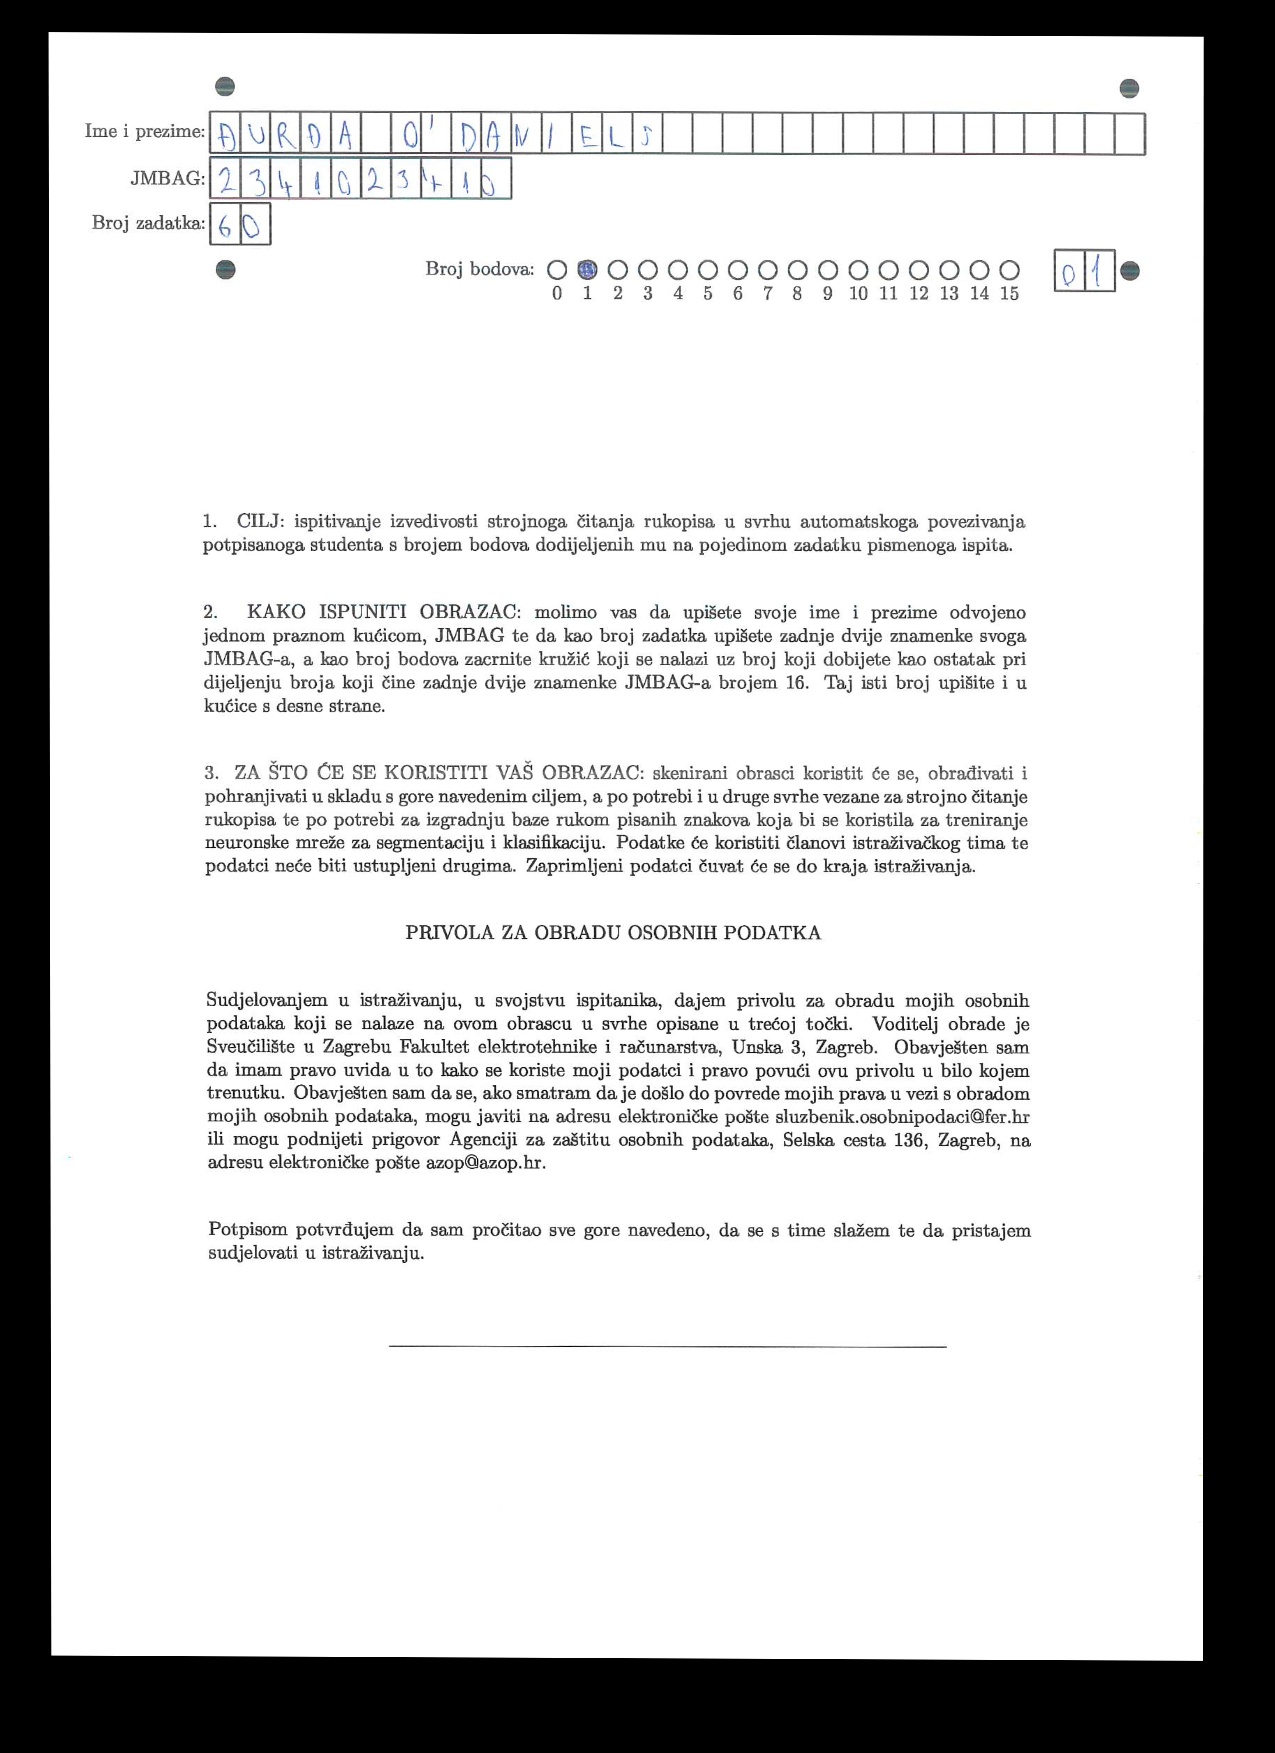 Ime i prezime: ĐURĐA O'DANIELS
JMBAG: 2341023410
Broj zadatka: 60
Broj bodova: 01
0 1 2 3 4 5 6 7 8 9 10 11 12 13 14 15
1. CILJ: ispitivanje izvedivosti strojnoga čitanja rukopisa u svrhu automatskoga povezivanja
potpisanoga studenta s brojem bodova dodijeljenih mu na pojedinom zadatku pismenoga ispita.
2. KAKO ISPUNITI OBRAZAC: molimo vas da upišete svoje ime i prezime odvojeno
jednom praznom kućicom, JMBAG te da kao broj zadatka upišete zadnje dvije znamenke svoga
JMBAG-a, a kao broj bodova zacrnite kružić koji se nalazi uz broj koji dobijete kao ostatak pri
dijeljenju broja koji čine zadnje dvije znamenke JMBAG-a brojem 16. Taj isti broj upišite i u
kućice s desne strane.
3. ZA ŠTO ĆE SE KORISTITI VAŠ OBRAZAC: skenirani obrasci koristit će se, obrađivati i
pohranjivati u skladu s gore navedenim ciljem, a po potrebi i u druge svrhe vezane za strojno čitanje
rukopisa te po potrebi za izgradnju baze rukom pisanih znakova koja bi se koristila za treniranje
neuronske mreže za segmentaciju i klasifikaciju. Podatke će koristiti članovi istraživačkog tima te
podatci neće biti ustupljeni drugima. Zaprimljeni podatci čuvat će se do kraja istraživanja.
PRIVOLA ZA OBRADU OSOBNIH PODATKA
Sudjelovanjem u istraživanju, u svojstvu ispitanika, dajem privolu za obradu mojih osobnih
podataka koji se nalaze na ovom obrascu u svrhe opisane u trećoj točki. Voditelj obrade je
Sveučilište u Zagrebu Fakultet elektrotehnike i računarstva, Unska 3, Zagreb. Obavješten sam
da imam pravo uvida u to kako se koriste moji podatci i pravo povući ovu privolu u bilo kojem
trenutku. Obavješten sam da se, ako smatram da je došlo do povrede mojih prava u vezi s obradom
mojih osobnih podataka, mogu javiti na adresu elektroničke pošte sluzbenik.osobnipodaci@fer.hr
ili mogu podnijeti prigovor Agenciji za zaštitu osobnih podataka, Selska cesta 136, Zagreb, na
adresu elektroničke pošte azop@azop.hr.
Potpisom potvrđujem da sam pročitao sve gore navedeno, da se s time slažem te da pristajem
sudjelovati u istraživanju.